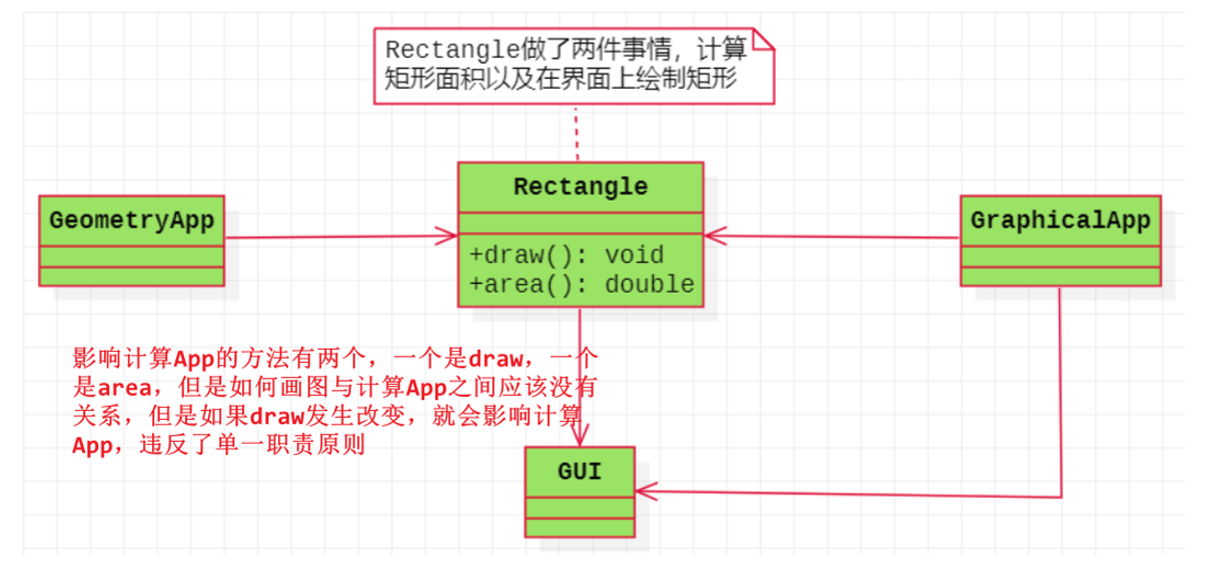 Rectangle做了两件事情，计算
矩形面积以及在界面上绘制矩形
Rectangle
GeometryApp
GraphicalApp
+draw(): void
+area(): double
影响计算App的方法有两个，一个是draw，一个
是area，但是如何画图与计算App之间应该没有
关系，但是如果draw发生改变，就会影响计算
App，违反了单一职责原则
GUI